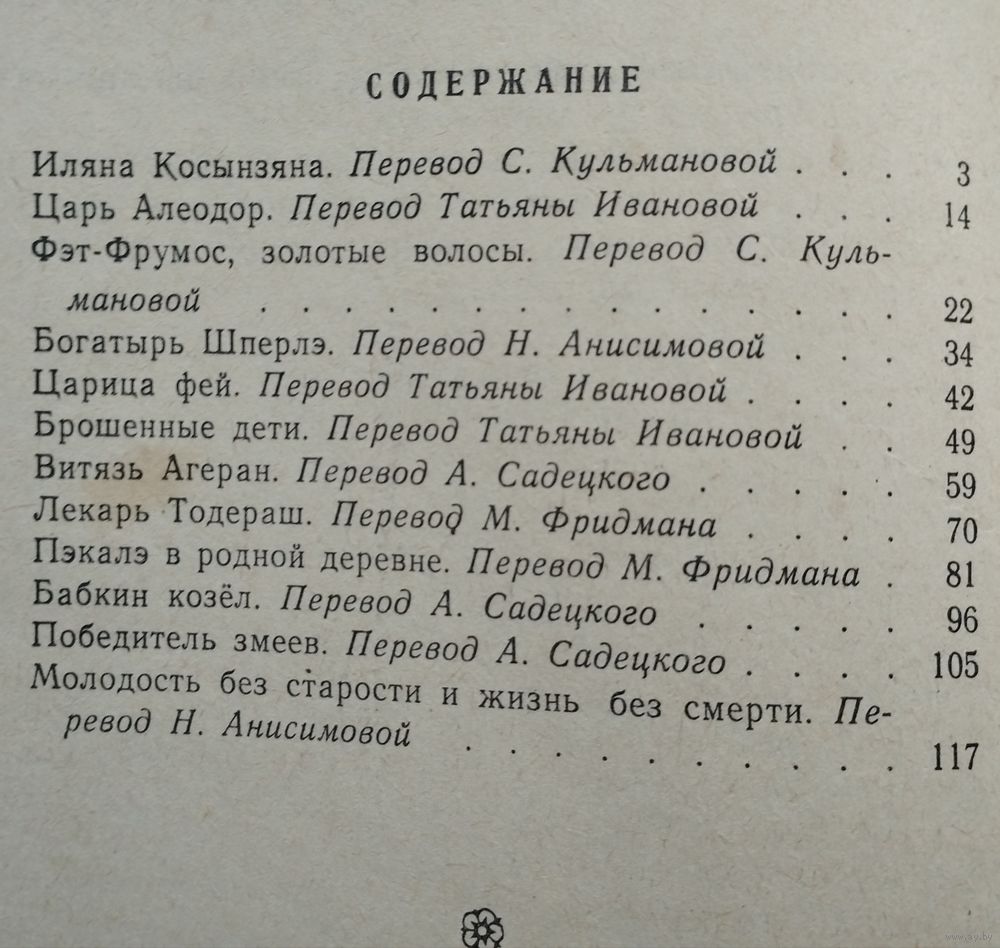 СОДЕРЖАНИЕ
Иляна Косынзяна. Перевод С. Кульмановой . . . 3
Царь Алеодор. Перевод Татьяны Ивановой . . . 14
Фэт-Фрумос, золотые волосы. Перевод С. Куль-
мановой . . . . . . . . . . . . . . 22
Богатырь Шперлэ. Перевод Н. Анисимовой . . . 34
Царица фей. Перевод Татьяны Ивановой . . . . 42
Брошенные дети. Перевод Татьяны Ивановой . . 49
Витязь Агеран. Перевод А. Садецкого . . . . . 59
Лекарь Тодераш. Перевод М. Фридмана . . . . 70
Пэкалэ в родной деревне. Перевод М. Фридмана . 81
Бабкин козёл. Перевод А. Садецкого . . . . . 96
Победитель змеев. Перевод А. Садецкого . . . . 105
Молодость без старости и жизнь без смерти. Пе-
ревод Н. Анисимовой . . . . . . . . . . 117
www.ay.by